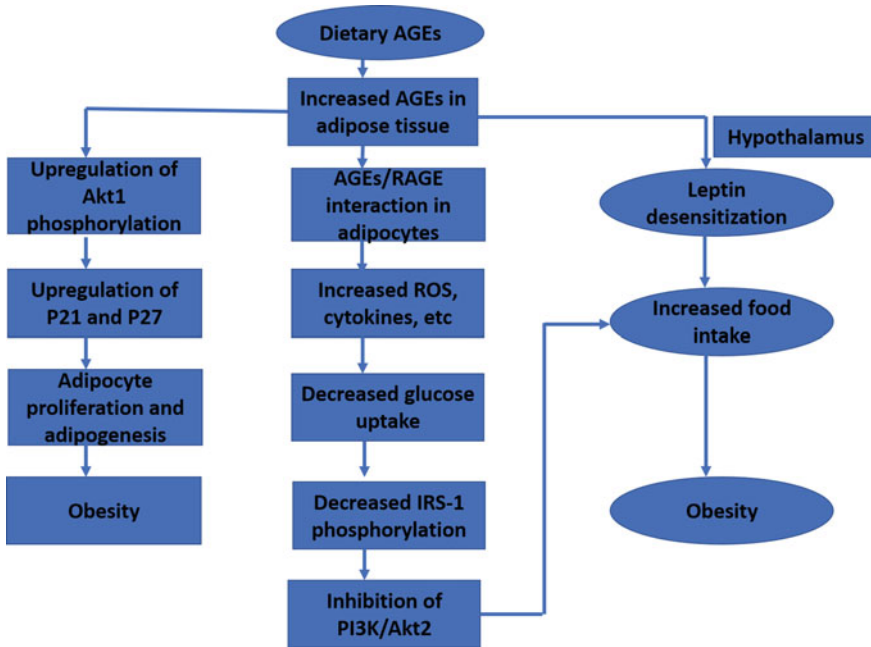 Dietary AGEs
Increased AGEs in
adipose tissue
Hypothalamus
Upregulation of
Akt1
phosphorylation
AGEs/RAGE
interaction in
adipocytes
Leptin
desensitization
Upregulation of
P21 and P27
Increased ROS,
cytokines, etc
Increased food
intake
Adipocyte
proliferation and
adipogenesis
Decreased glucose
uptake
Obesity
Decreased IRS-1
phosphorylation
Obesity
Inhibition of
PI3K/Akt2